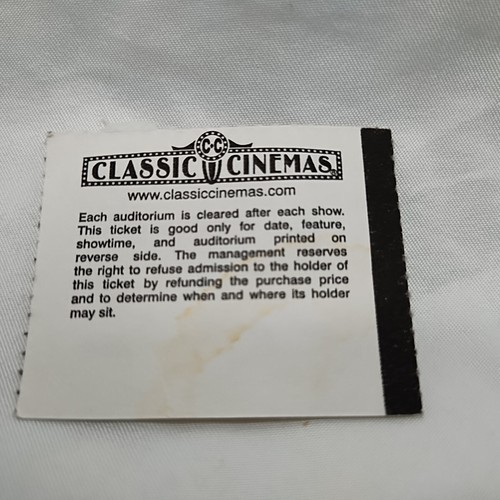 C·C
CLASSIC CINEMAS®
www.classiccinemas.com
Each auditorium is cleared after each show.
This ticket is good only for date, feature,
showtime, and auditorium printed on
reverse side. The management reserves
the right to refuse admission to the holder of
this ticket by refunding the purchase price
and to determine when and where its holder
may sit.